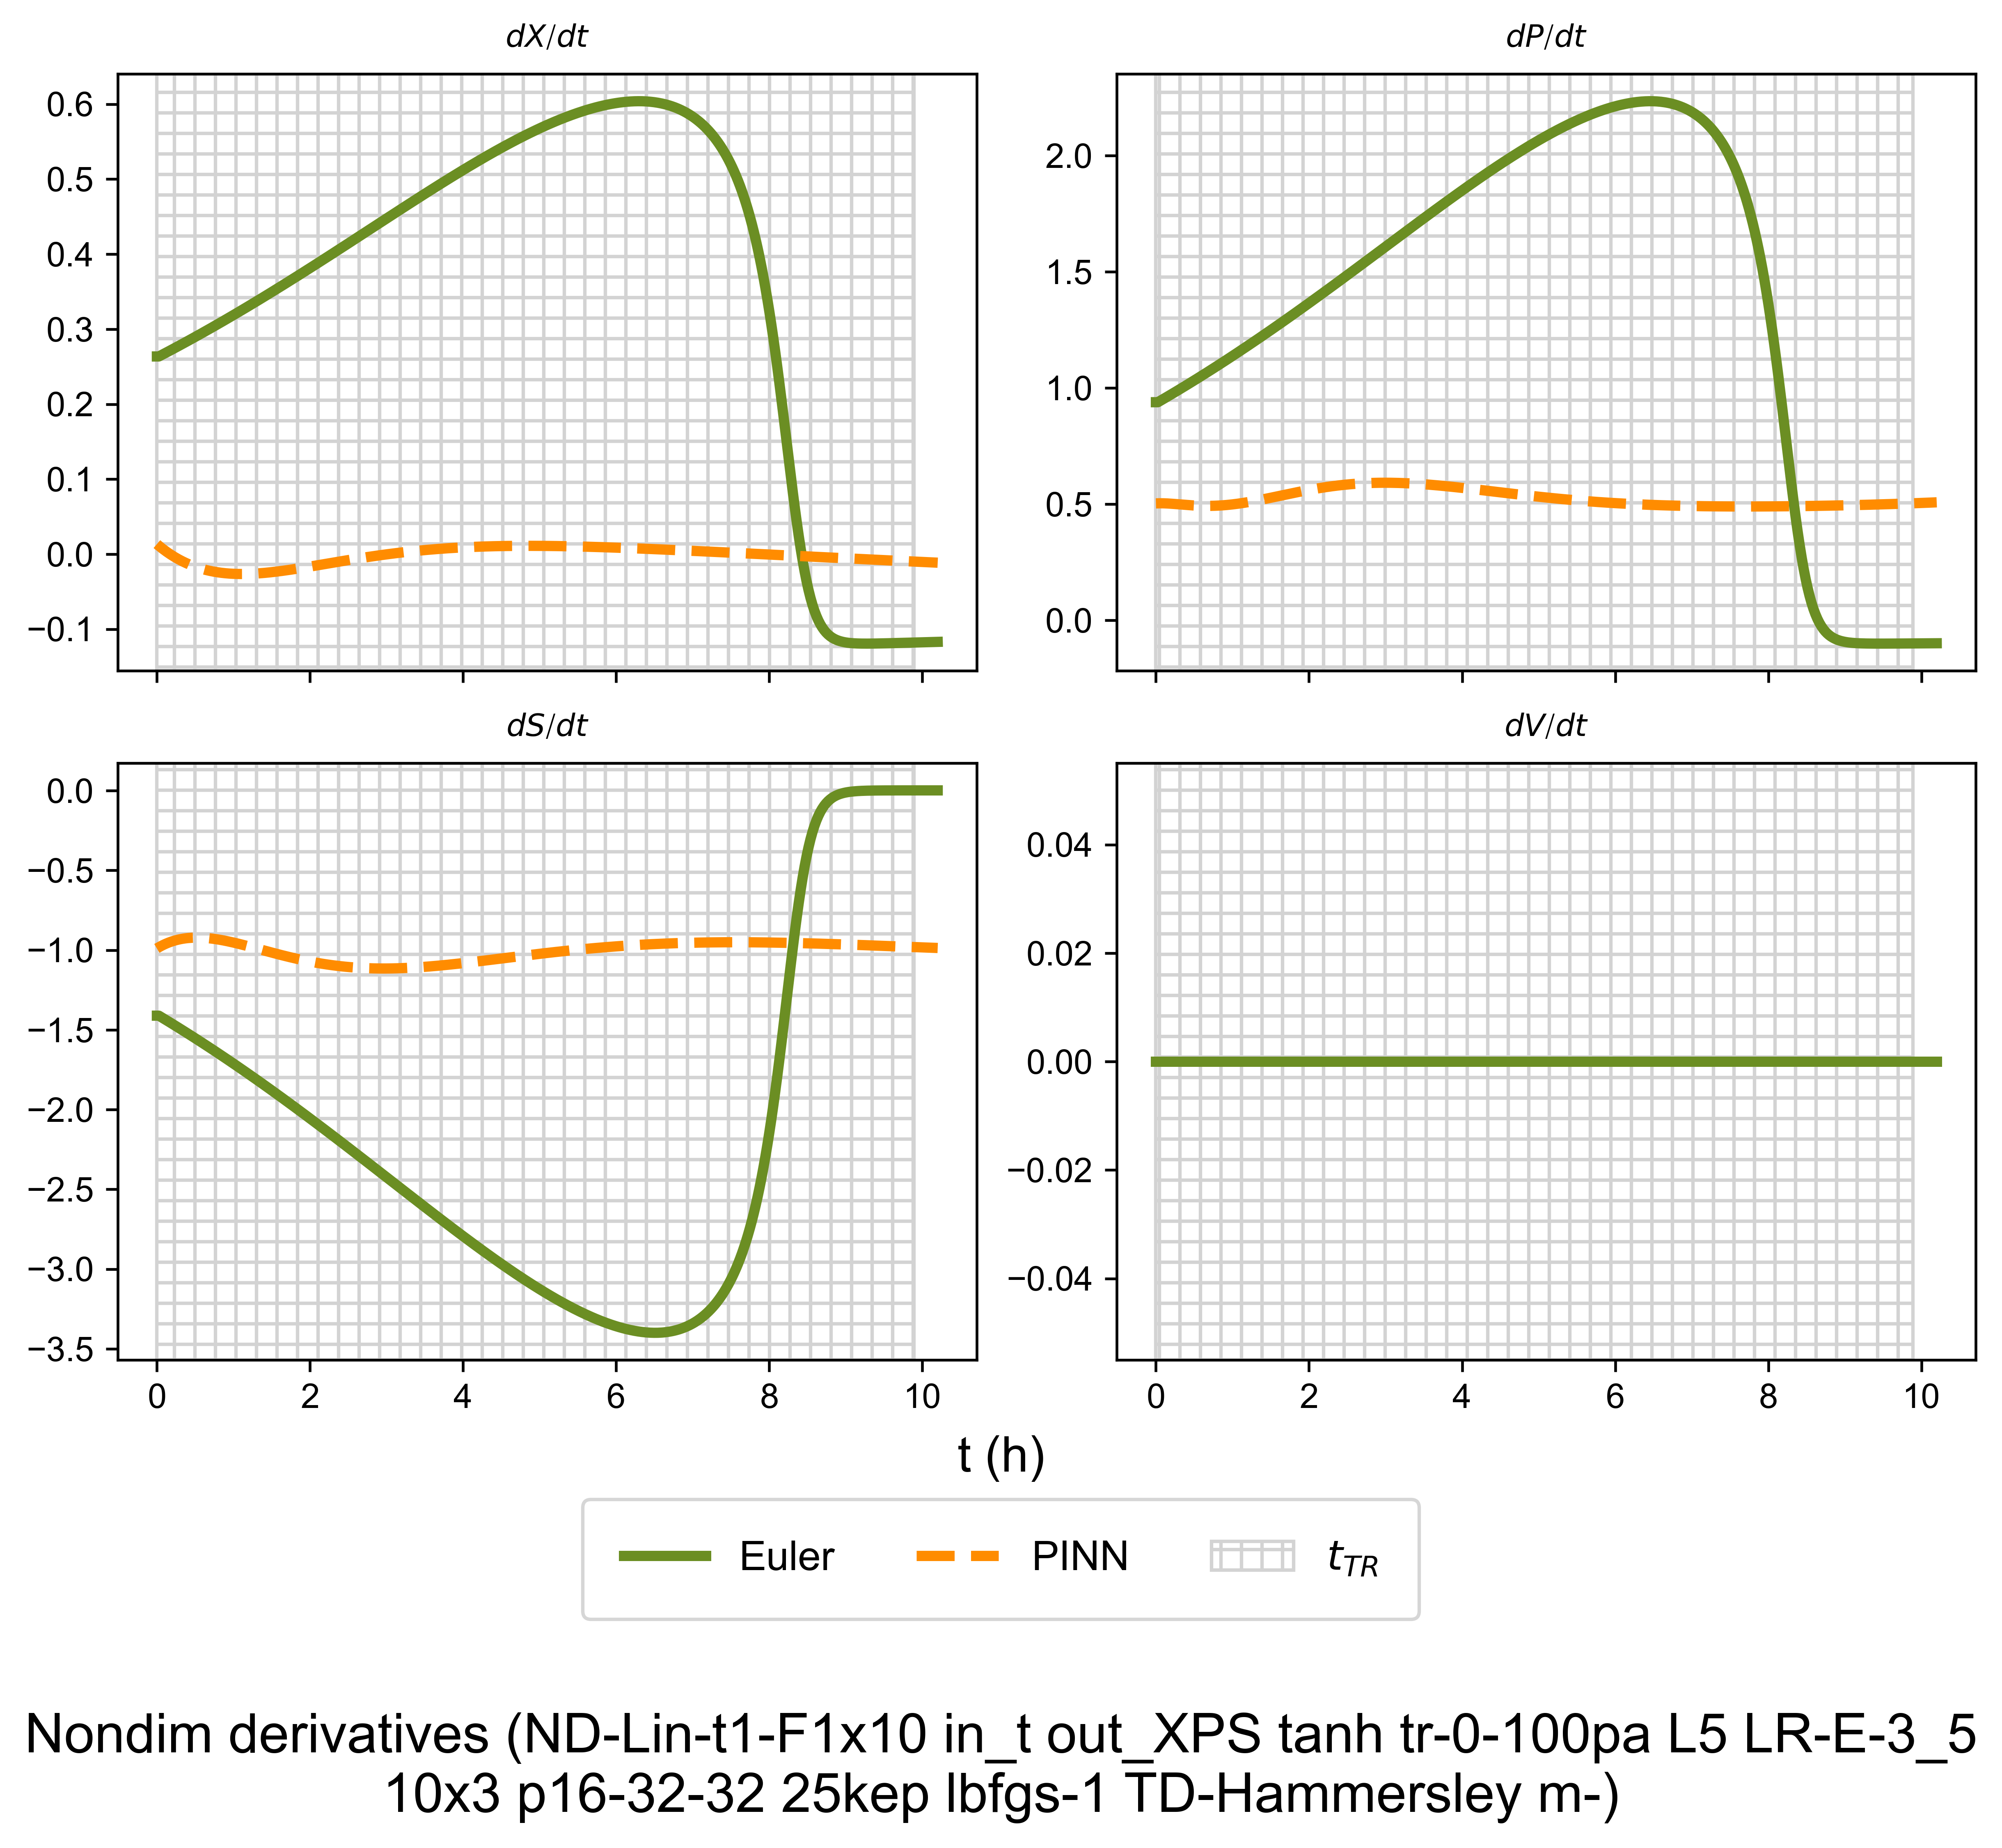 dX/dt
dP/dt
0.6
0.5
0.4
0.3
0.2
0.1
0.0
−0.1
2.0
1.5
1.0
0.5
0.0
dS/dt
dV/dt
0.0
−0.5
−1.0
−1.5
−2.0
−2.5
−3.0
−3.5
0 2 4 6 8 10
0.04
0.02
0.00
−0.02
−0.04
0 2 4 6 8 10
t (h)
Euler PINN t_TR
Nondim derivatives (ND-Lin-t1-F1x10 in_t out_XPS tanh tr-0-100pa L5 LR-E-3_5
10x3 p16-32-32 25kep lbfgs-1 TD-Hammersley m-)